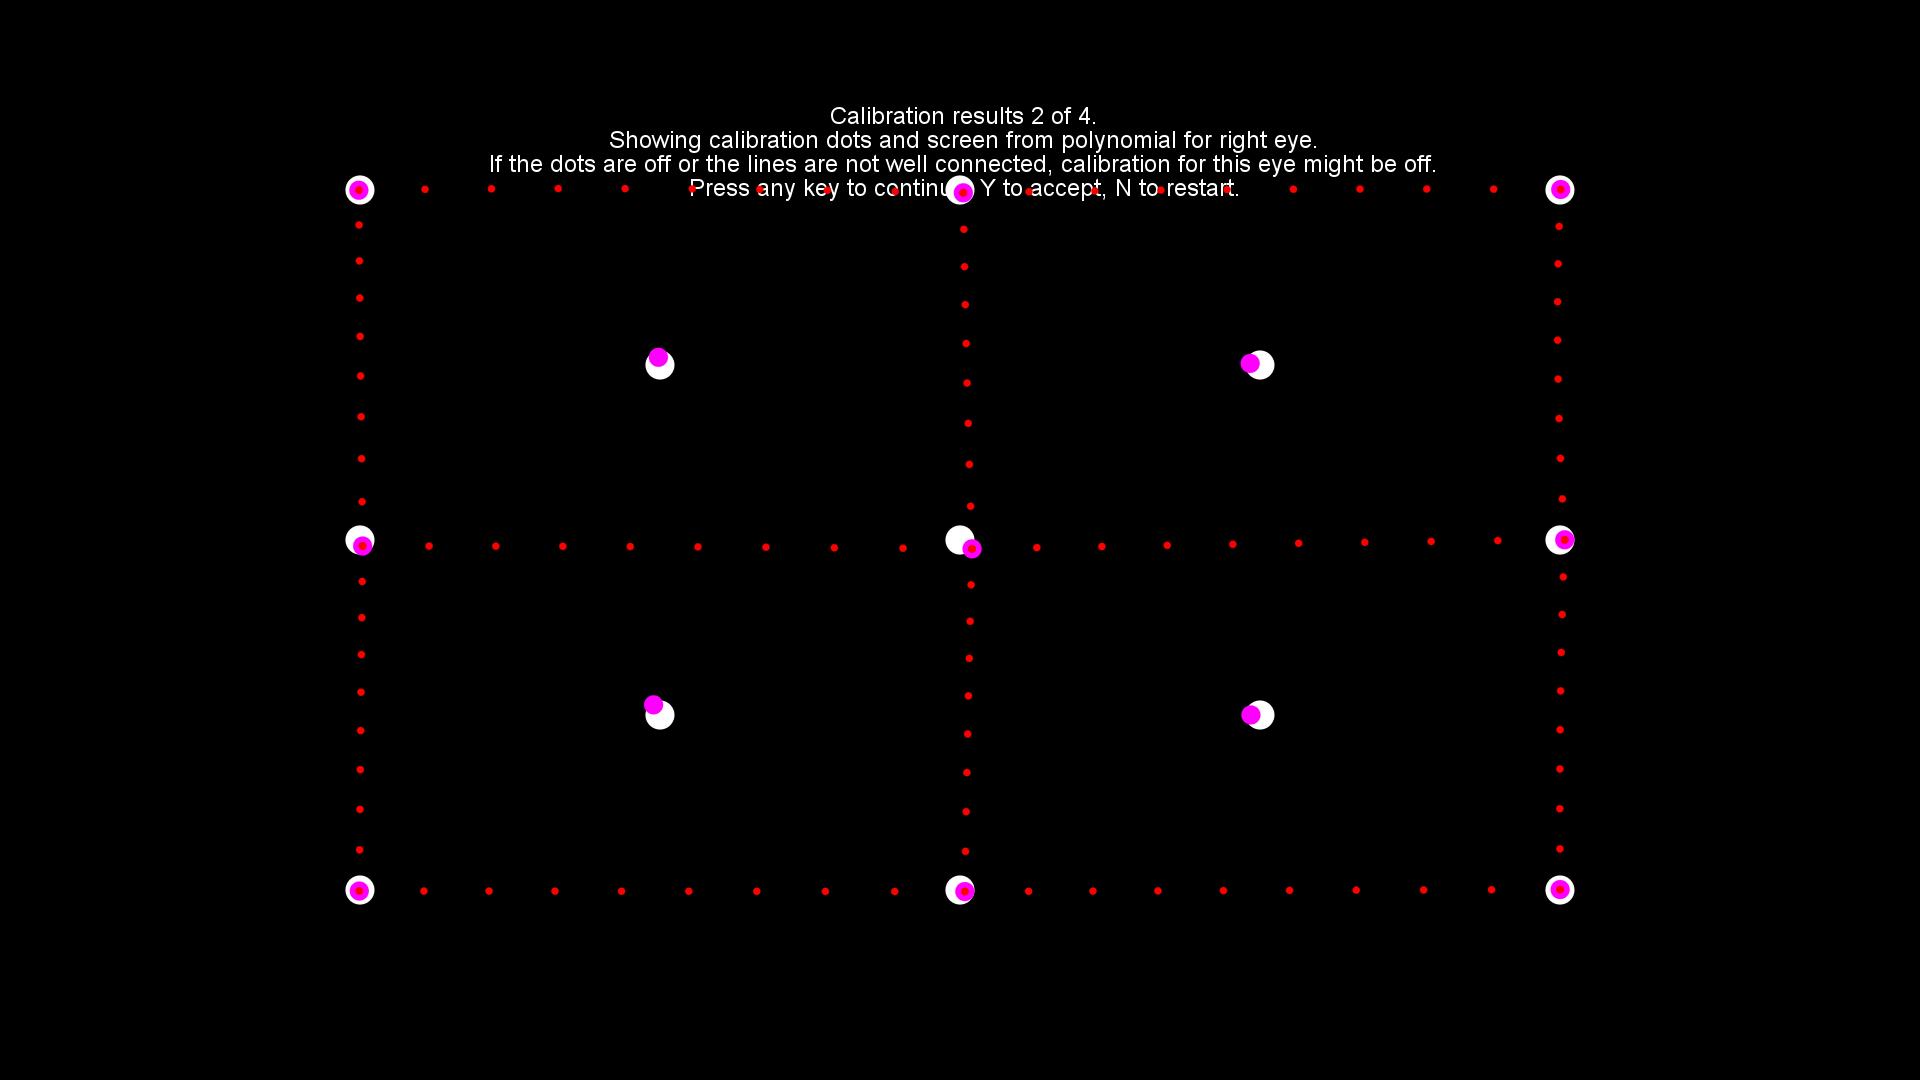 Calibration results 2 of 4.
Showing calibration dots and screen from polynomial for right eye.
If the dots are off or the lines are not well connected, calibration for this eye might be off.
Press any key to continu Y to accept, N to restart.